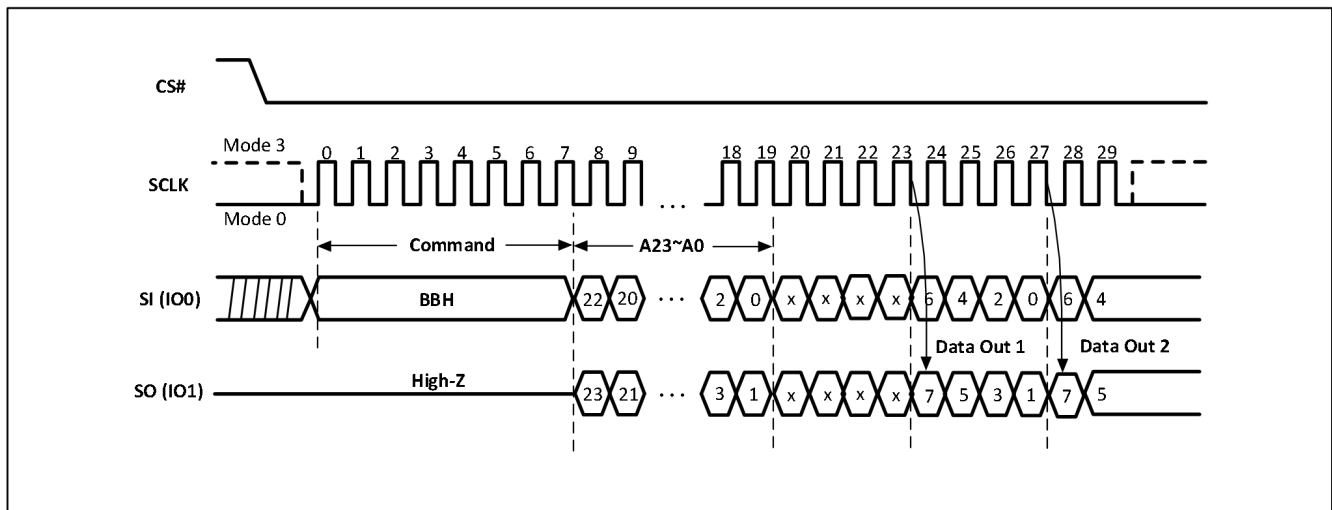 CS#
Mode 3
0 1 2 3 4 5 6 7 8 9 18 19 20 21 22 23 24 25 26 27 28 29
SCLK
...
Mode 0
Command A23~A0
SI (IO0) BBH 22 20 ... 2 0 x x x x 6 4 2 0 6 4
Data Out 1 Data Out 2
High-Z
SO (IO1) 23 21 ... 3 1 x x x x 7 5 3 1 7 5